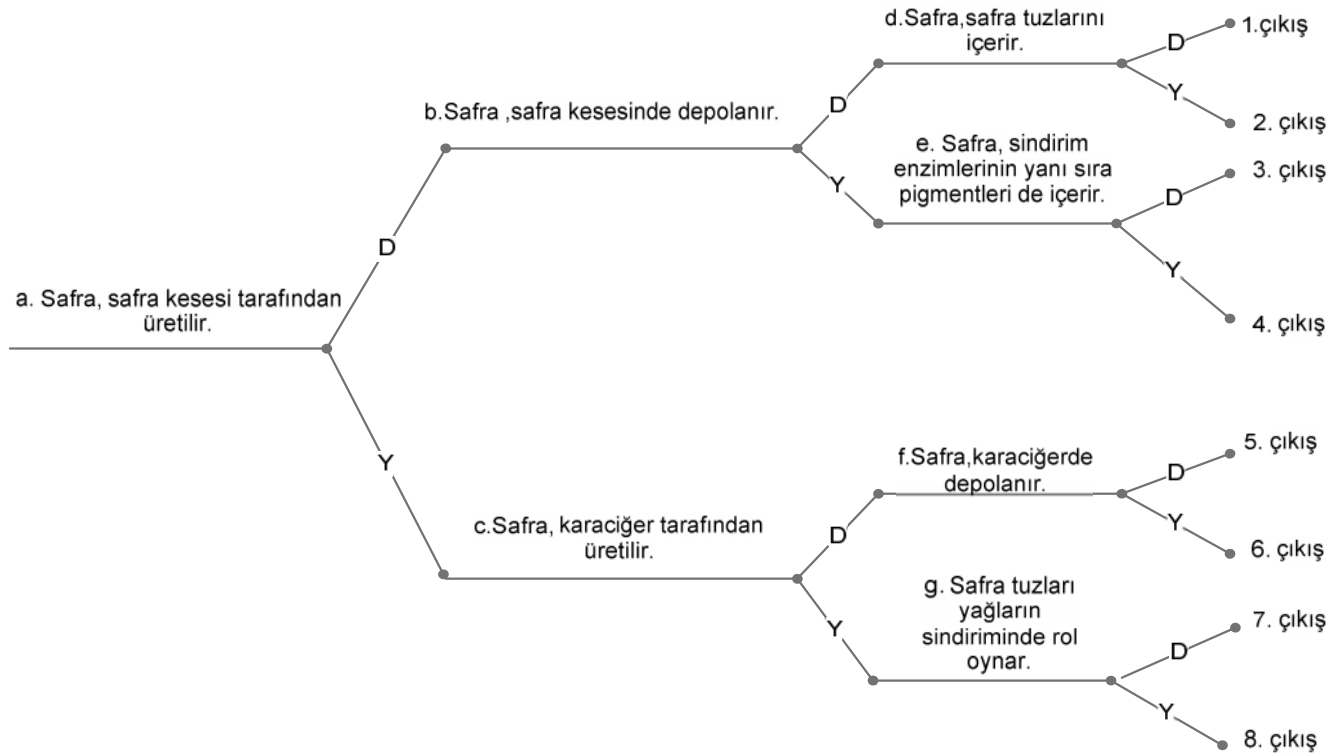 a. Safra, safra kesesi tarafından
üretilir.
D
Y
b.Safra ,safra kesesinde depolanır.
D
Y
d.Safra,safra tuzlarını
içerir.
D
Y
1.çıkış
2. çıkış
e. Safra, sindirim
enzimlerinin yanı sıra
pigmentleri de içerir.
D
Y
3. çıkış
4. çıkış
c.Safra, karaciğer tarafından
üretilir.
D
Y
f.Safra,karaciğerde
depolanır.
D
Y
5. çıkış
6. çıkış
g. Safra tuzları
yağların
sindiriminde rol
oynar.
D
Y
7. çıkış
8. çıkış